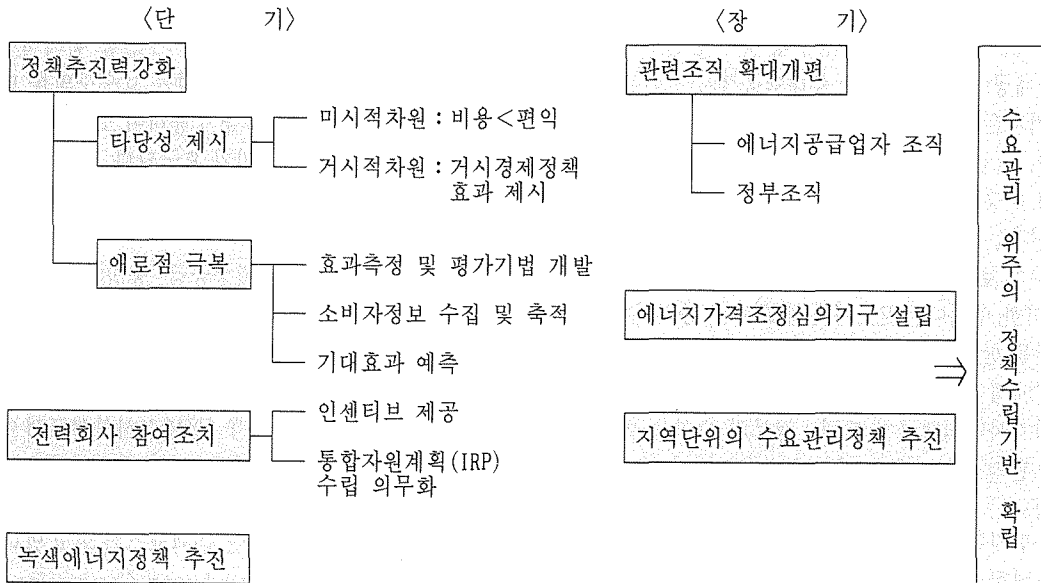 〈단 기〉
정책추진력강화
타당성 제시
미시적차원 : 비용<편익
거시적차원 : 거시경제정책
효과 제시
애로점 극복
효과측정 및 평가기법 개발
소비자정보 수집 및 축적
기대효과 예측
전력회사 참여조치
인센티브 제공
통합자원계획(IRP)
수립 의무화
녹색에너지정책 추진
〈장 기〉
관련조직 확대개편
에너지공급업자 조직
정부조직
에너지가격조정심의기구 설립
지역단위의 수요관리정책 추진
⇒
수요관리 위주의 정책수립기반 확립